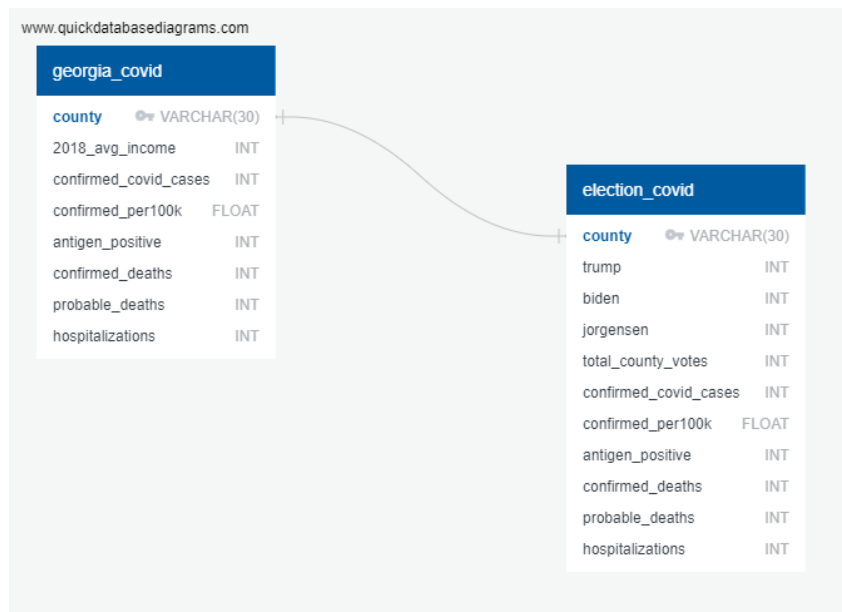 www.quickdatabasediagrams.com
georgia_covid
county VARCHAR(30)
2018_avg_income INT
confirmed_covid_cases INT
confirmed_per100k FLOAT
antigen_positive INT
confirmed_deaths INT
probable_deaths INT
hospitalizations INT
election_covid
county VARCHAR(30)
trump INT
biden INT
jorgensen INT
total_county_votes INT
confirmed_covid_cases INT
confirmed_per100k FLOAT
antigen_positive INT
confirmed_deaths INT
probable_deaths INT
hospitalizations INT